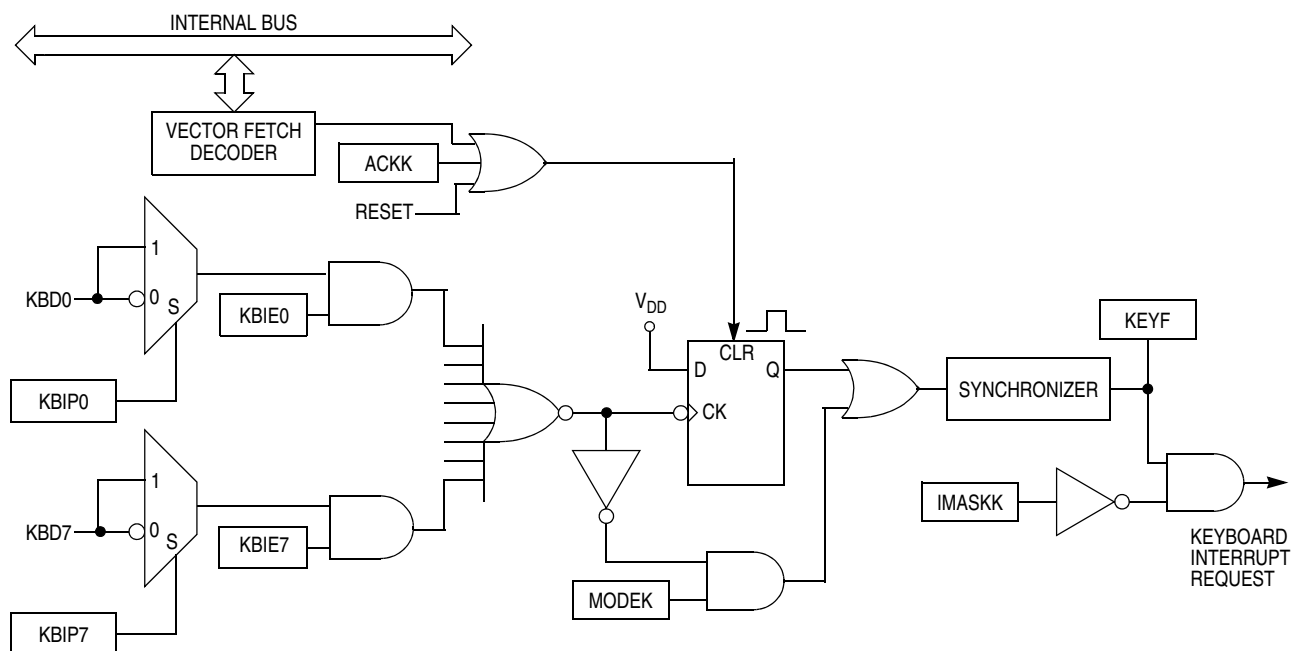 INTERNAL BUS
VECTOR FETCH
DECODER
ACKK
RESET
1
KBD0
0
S
KBIE0
KBIP0
VDD
CLR
D
Q
CK
KEYF
SYNCHRONIZER
1
KBD7
0
S
KBIE7
KBIP7
IMASKK
MODEK
KEYBOARD
INTERRUPT
REQUEST